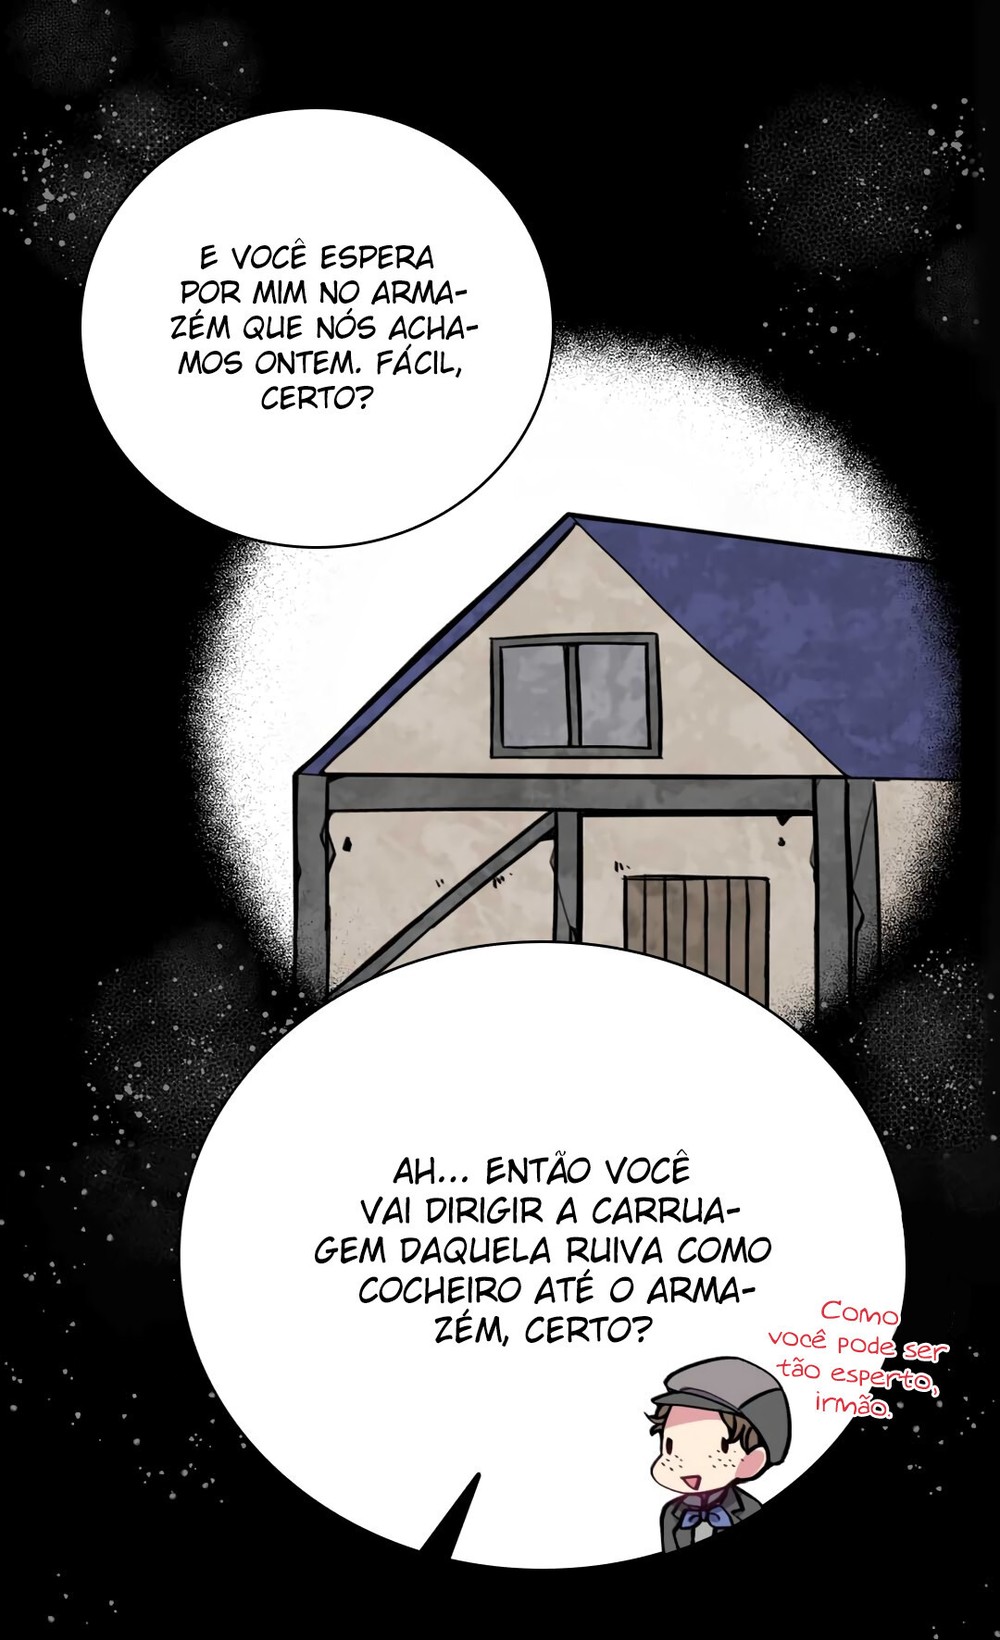 E VOCÊ ESPERA
POR MIM NO ARMA-
ZÉM QUE NÓS ACHA-
MOS ONTEM. FÁCIL,
CERTO?
AH... ENTÃO VOCÊ
VAI DIRIGIR A CARRUA-
GEM DAQUELA RUIVA COMO
COCHEIRO ATÉ O ARMA-
ZÉM, CERTO?
Como
você pode ser
tão esperto,
irmão.